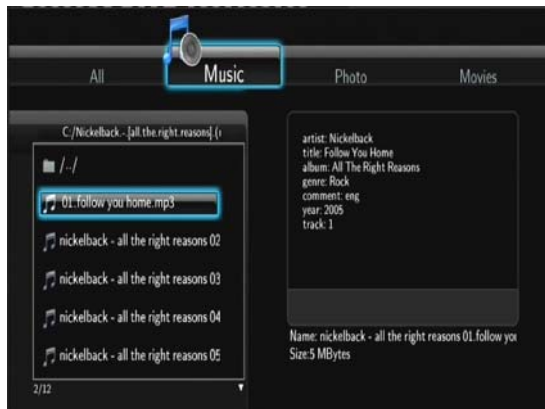 All
Music
Photo
Movies
C:/Nickelback.-.[all.the.right.reasons].(
/../
01.follow you home.mp3
nickelback - all the right reasons 02
nickelback - all the right reasons 03
nickelback - all the right reasons 04
nickelback - all the right reasons 05
2/12
artist: Nickelback
title: Follow You Home
album: All The Right Reasons
genre: Rock
comment: eng
year: 2005
track: 1
Name: nickelback - all the right reasons 01.follow you
Size:5 MBytes